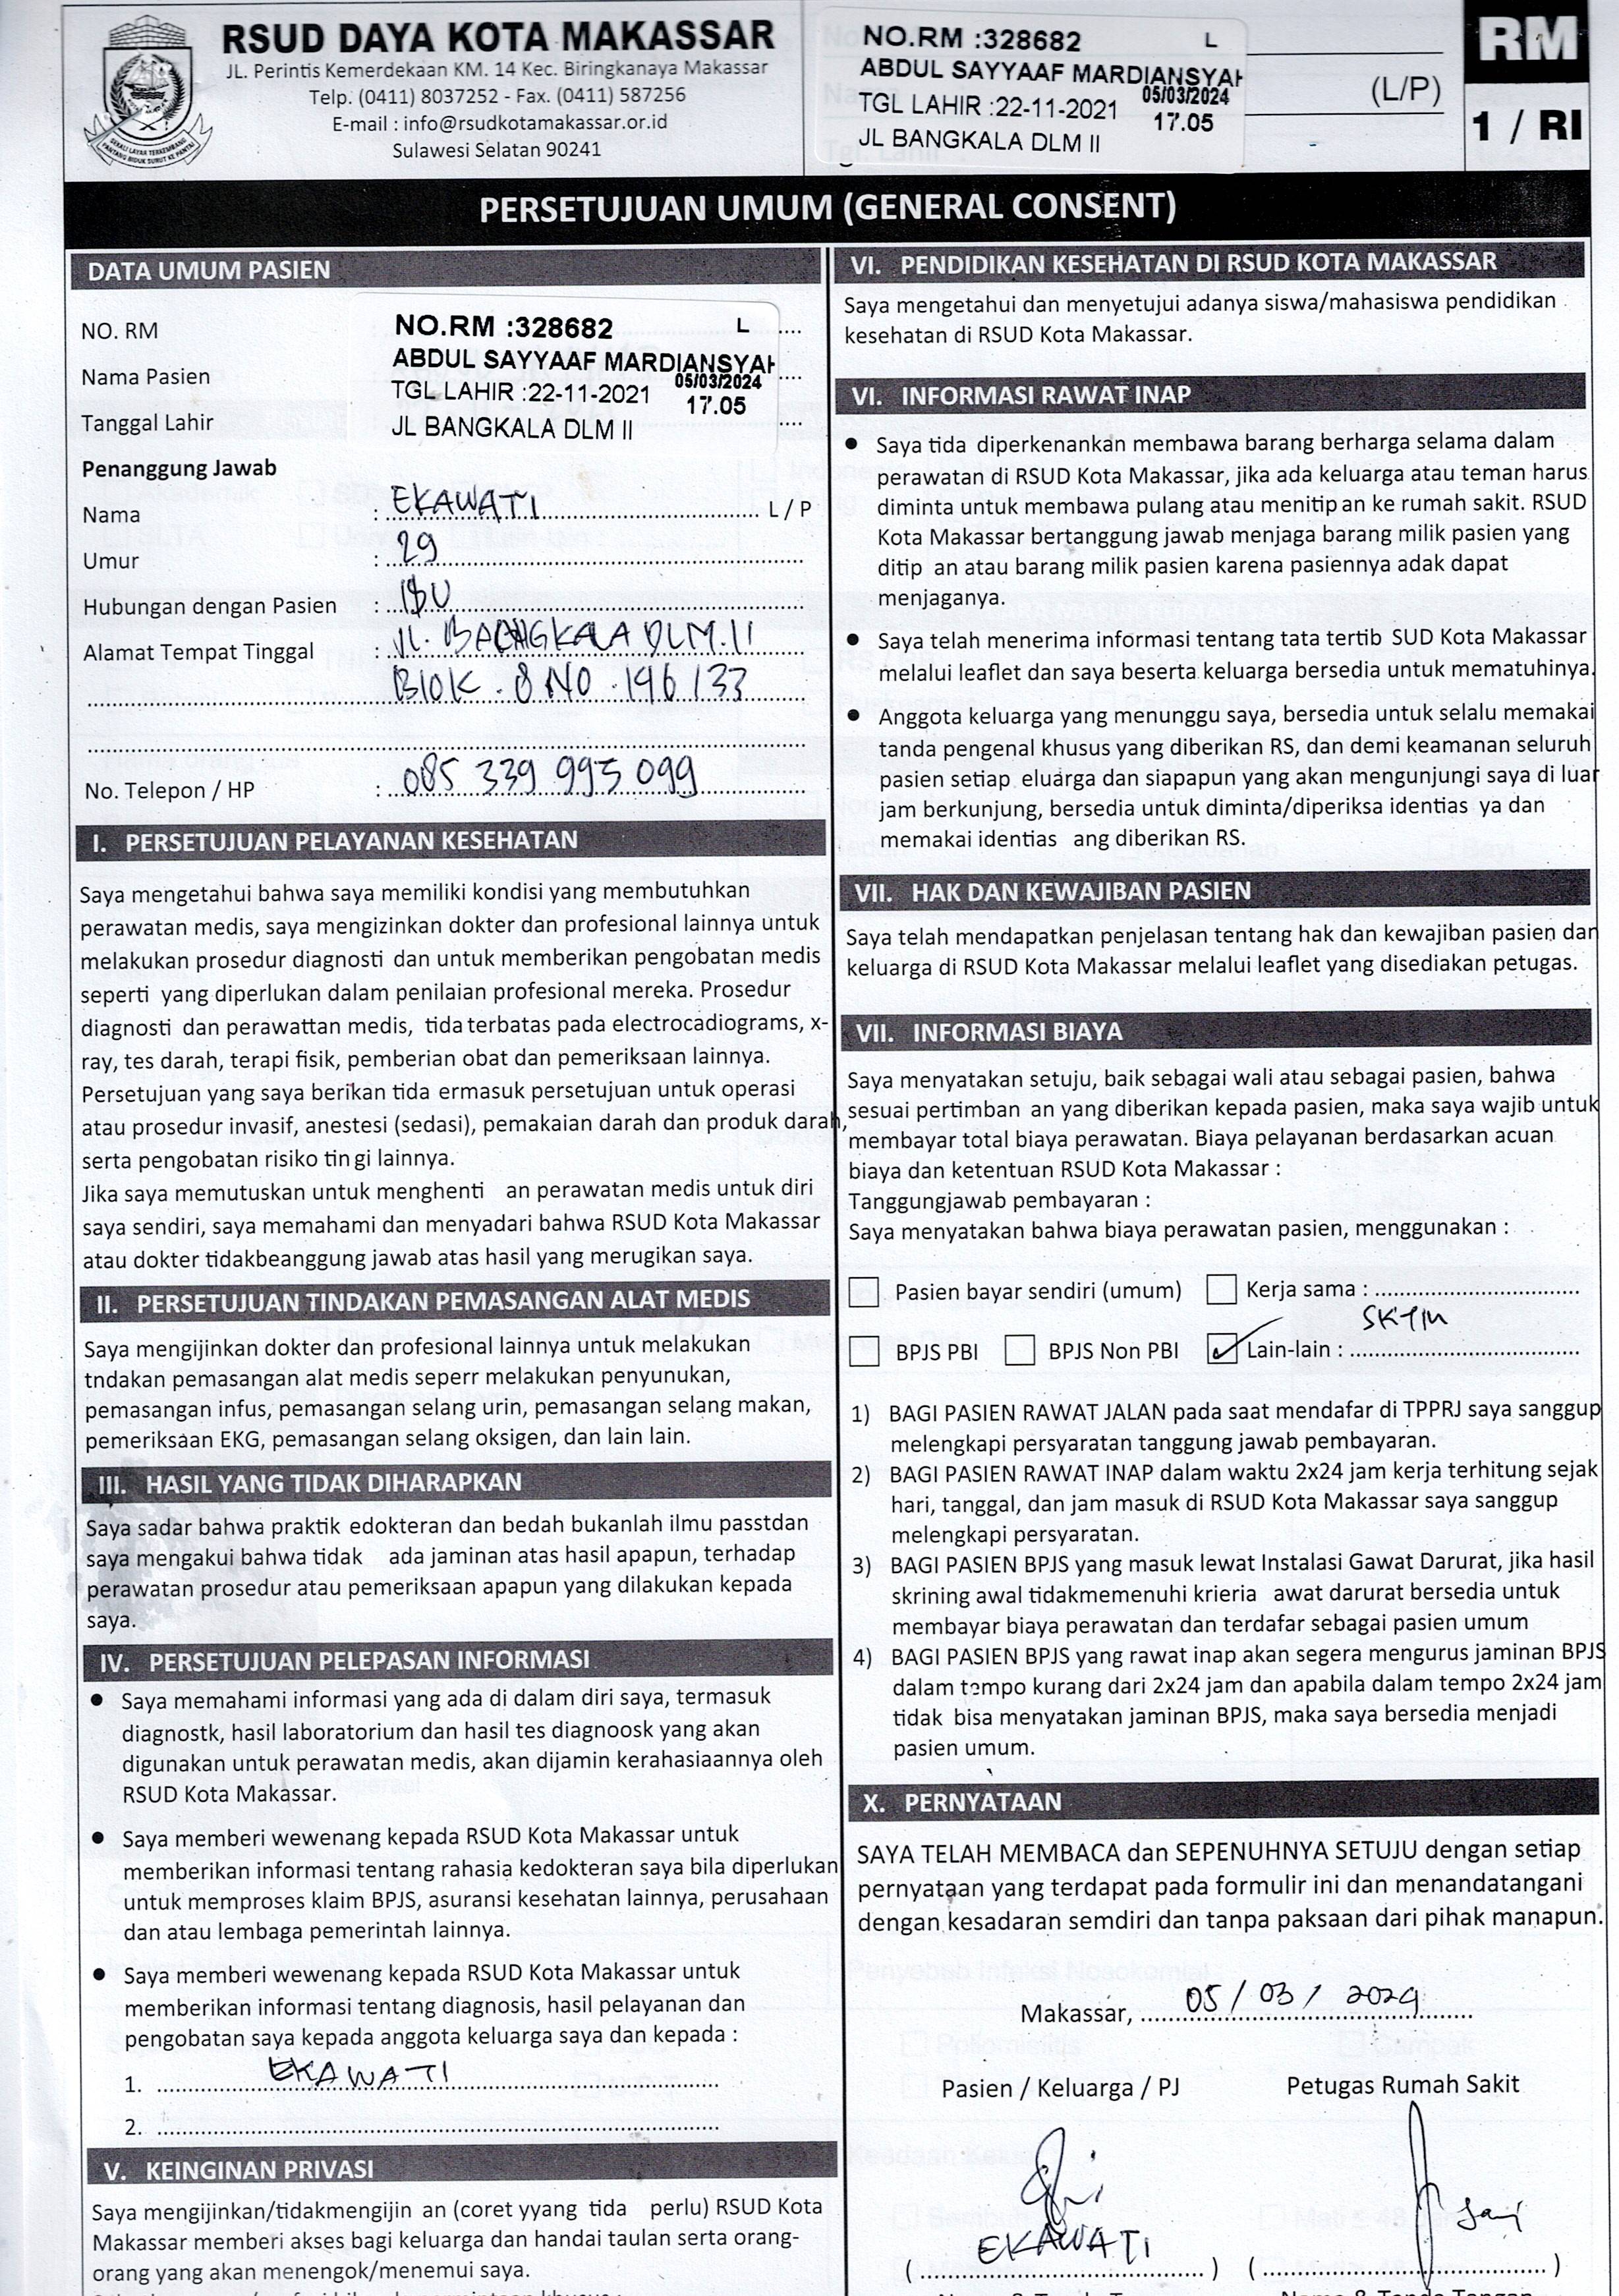 RSUD DAYA KOTA MAKASSAR
JL. Perintis Kemerdekaan KM. 14 Kec. Biringkanaya Makassar
Telp. (0411) 8037252 - Fax. (0411) 587256
E-mail : info@rsudkotamakassar.or.id
Sulawesi Selatan 90241
NO.RM :328682 L
ABDUL SAYYAAF MARDIANSYAH
05/03/2024
TGL LAHIR :22-11-2021 17.05
JL BANGKALA DLM II
(L/P)
RM
1 / RI
PERSETUJUAN UMUM (GENERAL CONSENT)
DATA UMUM PASIEN
NO. RM
Nama Pasien
Tanggal Lahir
NO.RM :328682 L
ABDUL SAYYAAF MARDIANSYAH
05/03/2024
TGL LAHIR :22-11-2021 17.05
JL BANGKALA DLM II
Penanggung Jawab
Nama : EKAWATI L / P
Umur : 29
Hubungan dengan Pasien : IBU
Alamat Tempat Tinggal : JL. BANGKALA DLM.II
BLOK . 8 NO . 196 / 33
No. Telepon / HP : 085 339 995 099
I. PERSETUJUAN PELAYANAN KESEHATAN
Saya mengetahui bahwa saya memiliki kondisi yang membutuhkan
perawatan medis, saya mengizinkan dokter dan profesional lainnya untuk
melakukan prosedur diagnosti dan untuk memberikan pengobatan medis
seperti yang diperlukan dalam penilaian profesional mereka. Prosedur
diagnosti dan perawattan medis, tida terbatas pada electrocadiograms, x-
ray, tes darah, terapi fisik, pemberian obat dan pemeriksaan lainnya.
Persetujuan yang saya berikan tida ermasuk persetujuan untuk operasi
atau prosedur invasif, anestesi (sedasi), pemakaian darah dan produk darah,
serta pengobatan risiko tin gi lainnya.
Jika saya memutuskan untuk menghenti an perawatan medis untuk diri
saya sendiri, saya memahami dan menyadari bahwa RSUD Kota Makassar
atau dokter tidakbeanggung jawab atas hasil yang merugikan saya.
II. PERSETUJUAN TINDAKAN PEMASANGAN ALAT MEDIS
Saya mengijinkan dokter dan profesional lainnya untuk melakukan
tndakan pemasangan alat medis seperr melakukan penyunukan,
pemasangan infus, pemasangan selang urin, pemasangan selang makan,
pemeriksaan EKG, pemasangan selang oksigen, dan lain lain.
III. HASIL YANG TIDAK DIHARAPKAN
Saya sadar bahwa praktik edokteran dan bedah bukanlah ilmu passtdan
saya mengakui bahwa tidak ada jaminan atas hasil apapun, terhadap
perawatan prosedur atau pemeriksaan apapun yang dilakukan kepada
saya.
IV. PERSETUJUAN PELEPASAN INFORMASI
• Saya memahami informasi yang ada di dalam diri saya, termasuk
diagnostk, hasil laboratorium dan hasil tes diagnoosk yang akan
digunakan untuk perawatan medis, akan dijamin kerahasiaannya oleh
RSUD Kota Makassar.
• Saya memberi wewenang kepada RSUD Kota Makassar untuk
memberikan informasi tentang rahasia kedokteran saya bila diperlukan
untuk memproses klaim BPJS, asuransi kesehatan lainnya, perusahaan
dan atau lembaga pemerintah lainnya.
• Saya memberi wewenang kepada RSUD Kota Makassar untuk
memberikan informasi tentang diagnosis, hasil pelayanan dan
pengobatan saya kepada anggota keluarga saya dan kepada :
1. EKAWATI
2.
V. KEINGINAN PRIVASI
Saya mengijinkan/tidakmengijin an (coret yyang tida perlu) RSUD Kota
Makassar memberi akses bagi keluarga dan handai taulan serta orang-
orang yang akan menengok/menemui saya.
VI. PENDIDIKAN KESEHATAN DI RSUD KOTA MAKASSAR
Saya mengetahui dan menyetujui adanya siswa/mahasiswa pendidikan
kesehatan di RSUD Kota Makassar.
VI. INFORMASI RAWAT INAP
• Saya tida diperkenankan membawa barang berharga selama dalam
perawatan di RSUD Kota Makassar, jika ada keluarga atau teman harus
diminta untuk membawa pulang atau menitip an ke rumah sakit. RSUD
Kota Makassar bertanggung jawab menjaga barang milik pasien yang
ditip an atau barang milik pasien karena pasiennya adak dapat
menjaganya.
• Saya telah menerima informasi tentang tata tertib SUD Kota Makassar
melalui leaflet dan saya beserta keluarga bersedia untuk mematuhinya.
• Anggota keluarga yang menunggu saya, bersedia untuk selalu memakai
tanda pengenal khusus yang diberikan RS, dan demi keamanan seluruh
pasien setiap eluarga dan siapapun yang akan mengunjungi saya di luar
jam berkunjung, bersedia untuk diminta/diperiksa identias ya dan
memakai identias ang diberikan RS.
VII. HAK DAN KEWAJIBAN PASIEN
Saya telah mendapatkan penjelasan tentang hak dan kewajiban pasien dan
keluarga di RSUD Kota Makassar melalui leaflet yang disediakan petugas.
VII. INFORMASI BIAYA
Saya menyatakan setuju, baik sebagai wali atau sebagai pasien, bahwa
sesuai pertimban an yang diberikan kepada pasien, maka saya wajib untuk
membayar total biaya perawatan. Biaya pelayanan berdasarkan acuan
biaya dan ketentuan RSUD Kota Makassar :
Tanggungjawab pembayaran :
Saya menyatakan bahwa biaya perawatan pasien, menggunakan :
Pasien bayar sendiri (umum) Kerja sama :
BPJS PBI BPJS Non PBI Lain-lain : SKTM
1) BAGI PASIEN RAWAT JALAN pada saat mendafar di TPPRJ saya sanggup
melengkapi persyaratan tanggung jawab pembayaran.
2) BAGI PASIEN RAWAT INAP dalam waktu 2x24 jam kerja terhitung sejak
hari, tanggal, dan jam masuk di RSUD Kota Makassar saya sanggup
melengkapi persyaratan.
3) BAGI PASIEN BPJS yang masuk lewat Instalasi Gawat Darurat, jika hasil
skrining awal tidakmemenuhi krieria awat darurat bersedia untuk
membayar biaya perawatan dan terdafar sebagai pasien umum
4) BAGI PASIEN BPJS yang rawat inap akan segera mengurus jaminan BPJS
dalam tempo kurang dari 2x24 jam dan apabila dalam tempo 2x24 jam
tidak bisa menyatakan jaminan BPJS, maka saya bersedia menjadi
pasien umum.
X. PERNYATAAN
SAYA TELAH MEMBACA dan SEPENUHNYA SETUJU dengan setiap
pernyataan yang terdapat pada formulir ini dan menandatangani
dengan kesadaran semdiri dan tanpa paksaan dari pihak manapun.
Makassar, 05 / 03 / 2024
Pasien / Keluarga / PJ Petugas Rumah Sakit
EKAWATI